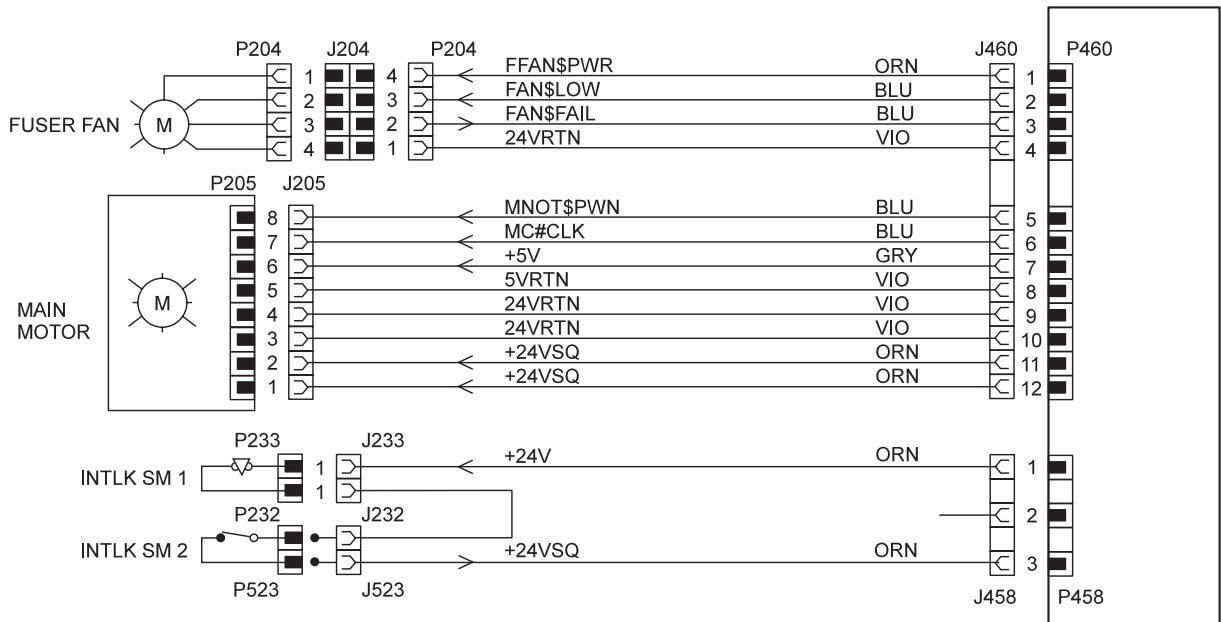 P204 J204 P204 J460 P460
1 4 FFAN$PWR ORN 1
2 3 FAN$LOW BLU 2
FUSER FAN M 3 2 FAN$FAIL BLU 3
4 1 24VRTN VIO 4
P205 J205
8 MNOT$PWN BLU 5
7 MC#CLK BLU 6
6 +5V GRY 7
M 5 5VRTN VIO 8
MAIN
MOTOR
4 24VRTN VIO 9
3 24VRTN VIO 10
2 +24VSQ ORN 11
1 +24VSQ ORN 12
P233 J233
INTLK SM 1 1 +24V ORN 1
1
P232 J232 2
INTLK SM 2 +24VSQ ORN 3
P523 J523 J458 P458